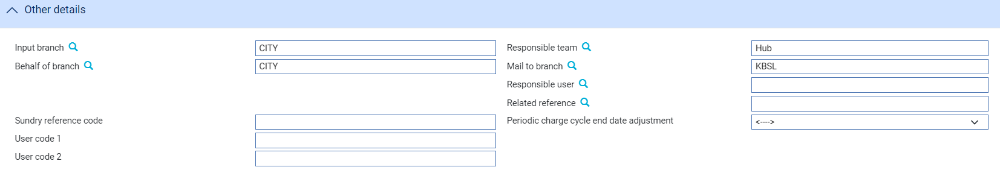 Other details
Input branch CITY Responsible team Hub
Behalf of branch CITY Mail to branch KBSL
Responsible user
Related reference
Sundry reference code Periodic charge cycle end date adjustment <---->
User code 1
User code 2